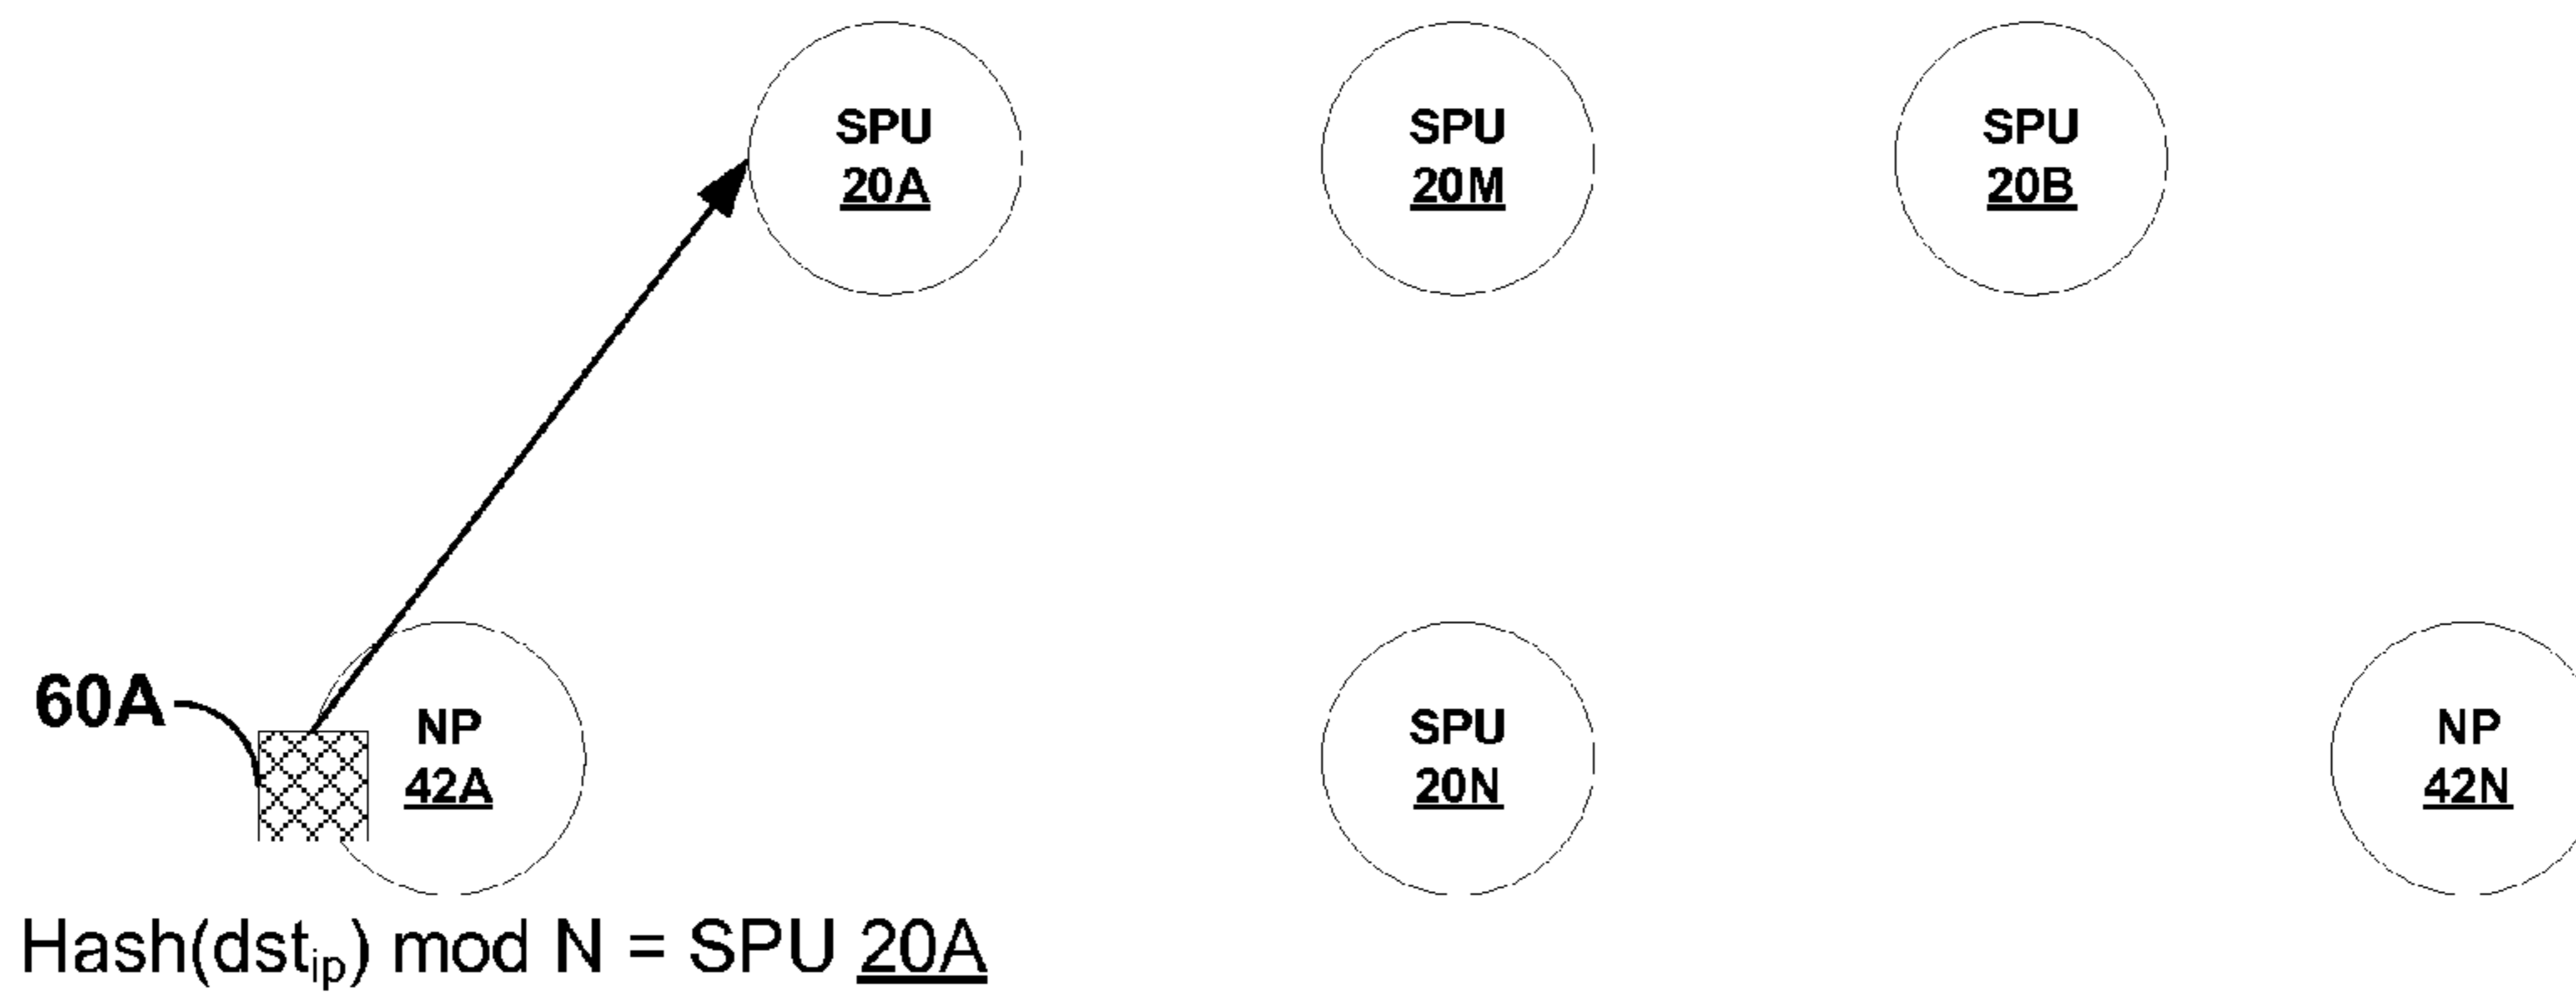 SPU
20A
SPU
20M
SPU
20B
60A
NP
42A
SPU
20N
NP
42N
Hash(dstip) mod N = SPU 20A